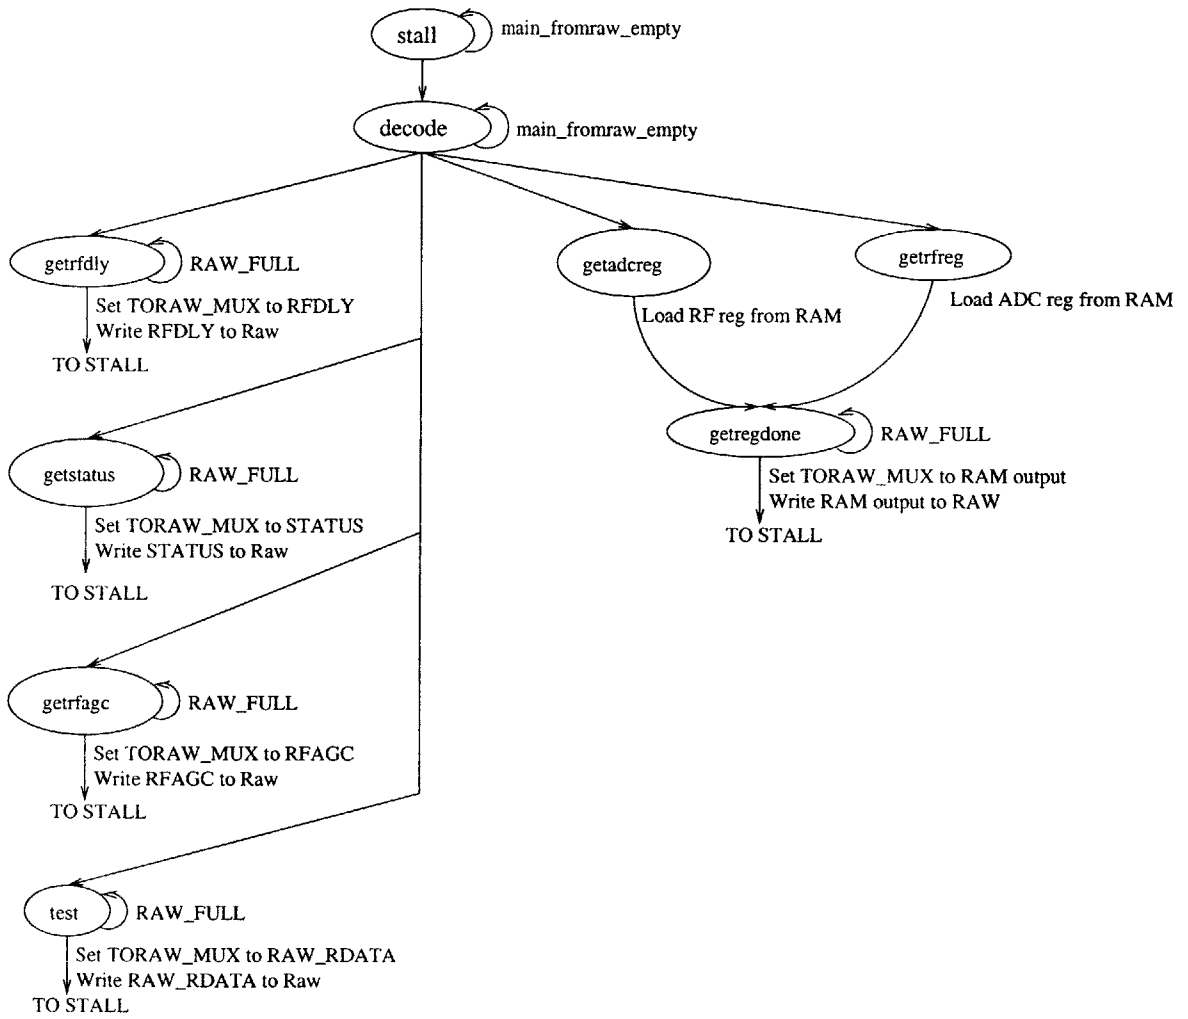 stall
main_fromraw_empty
decode
main_fromraw_empty
getrfdly
RAW_FULL
Set TORAW_MUX to RFDLY
Write RFDLY to Raw
TO STALL
getadcreg
Load RF reg from RAM
getrfreg
Load ADC reg from RAM
getregdone
RAW_FULL
Set TORAW_MUX to RAM output
Write RAM output to RAW
TO STALL
getstatus
RAW_FULL
Set TORAW_MUX to STATUS
Write STATUS to Raw
TO STALL
getrfagc
RAW_FULL
Set TORAW_MUX to RFAGC
Write RFAGC to Raw
TO STALL
test
RAW_FULL
Set TORAW_MUX to RAW_RDATA
Write RAW_RDATA to Raw
TO STALL